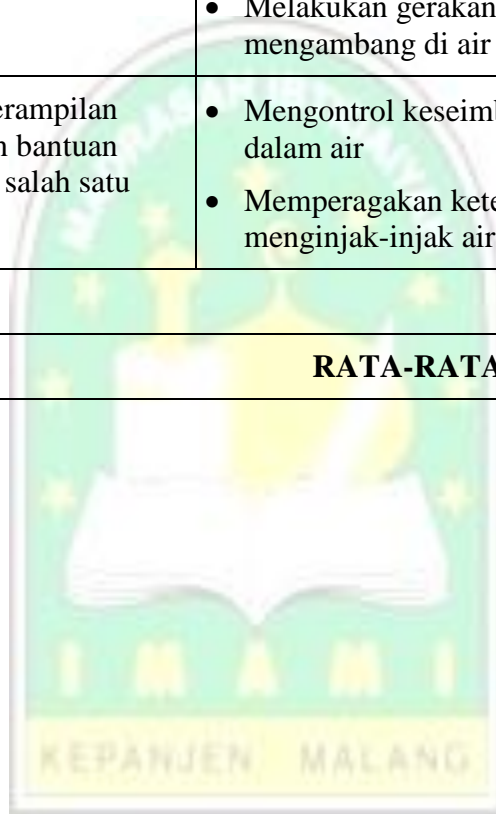 • Melakukan gerakan
mengambang di air
erampilan
n bantuan
salah satu
• Mengontrol keseimb
dalam air
• Memperagakan kete
menginjak-injak air
RATA-RATA
I M A M I
KEPANJEN MALANG